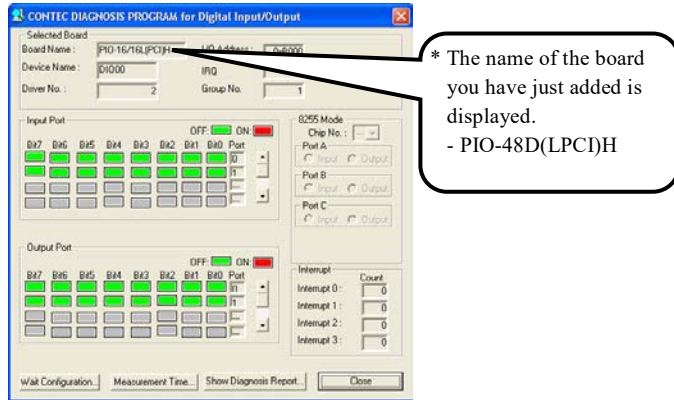 CONTEC DIAGNOSIS PROGRAM for Digital Input/Output
Selected Board
Board Name : PIO-16/16L(PCI)H I/O Address :
Device Name : DIO00 IRQ
Driver No. : 2 Group No. 1
Input Port
OFF: ON:
Bit7 Bit6 Bit5 Bit4 Bit3 Bit2 Bit1 Bit0 Port
0
1
8255 Mode
Chip No. : --
Port A
Input Output
Port B
Input Output
Port C
Input Output
Output Port
OFF: ON:
Bit7 Bit6 Bit5 Bit4 Bit3 Bit2 Bit1 Bit0 Port
0
1
Interrupt
Count
Interrupt 0 : 0
Interrupt 1 : 0
Interrupt 2 : 0
Interrupt 3 : 0
Wait Configuration... Measurement Time... Show Diagnosis Report... Close
* The name of the board
you have just added is
displayed.
- PIO-48D(LPCI)H